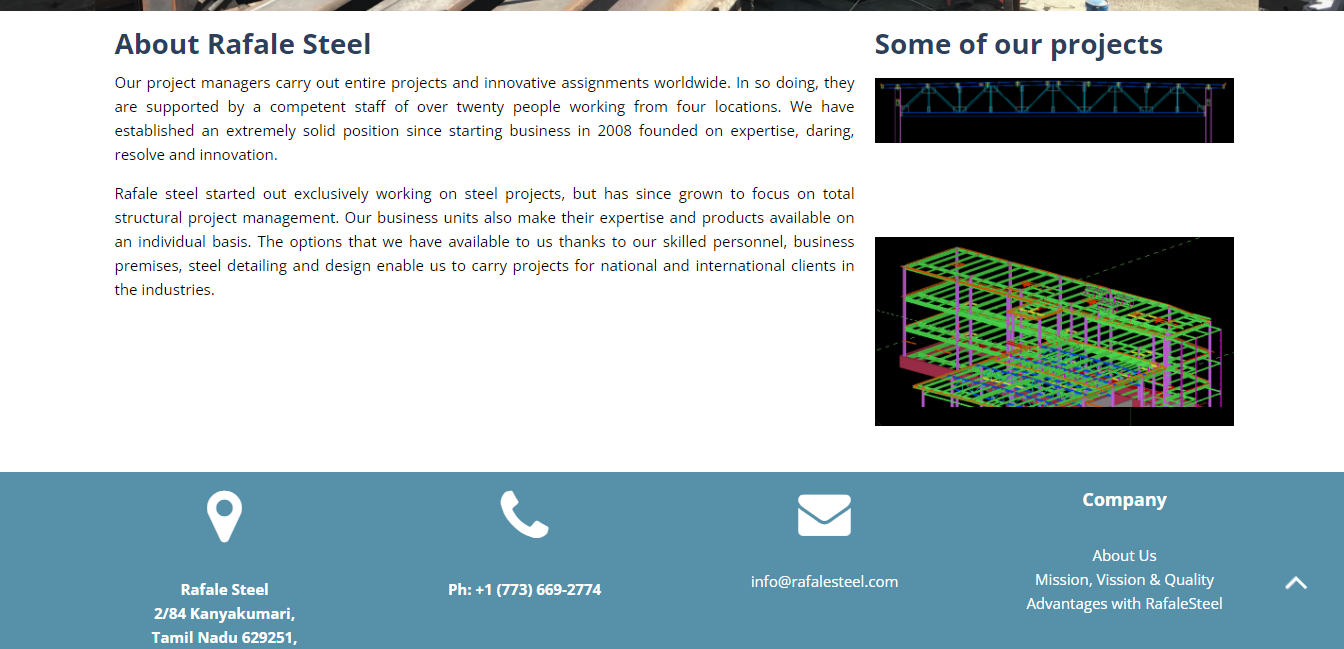 About Rafale Steel
Our project managers carry out entire projects and innovative assignments worldwide. In so doing, they
are supported by a competent staff of over twenty people working from four locations. We have
established an extremely solid position since starting business in 2008 founded on expertise, daring,
resolve and innovation.
Rafale steel started out exclusively working on steel projects, but has since grown to focus on total
structural project management. Our business units also make their expertise and products available on
an individual basis. The options that we have available to us thanks to our skilled personnel, business
premises, steel detailing and design enable us to carry projects for national and international clients in
the industries.
Some of our projects
Rafale Steel
2/84 Kanyakumari,
Tamil Nadu 629251,
Ph: +1 (773) 669-2774
info@rafalesteel.com
Company
About Us
Mission, Vission & Quality
Advantages with RafaleSteel